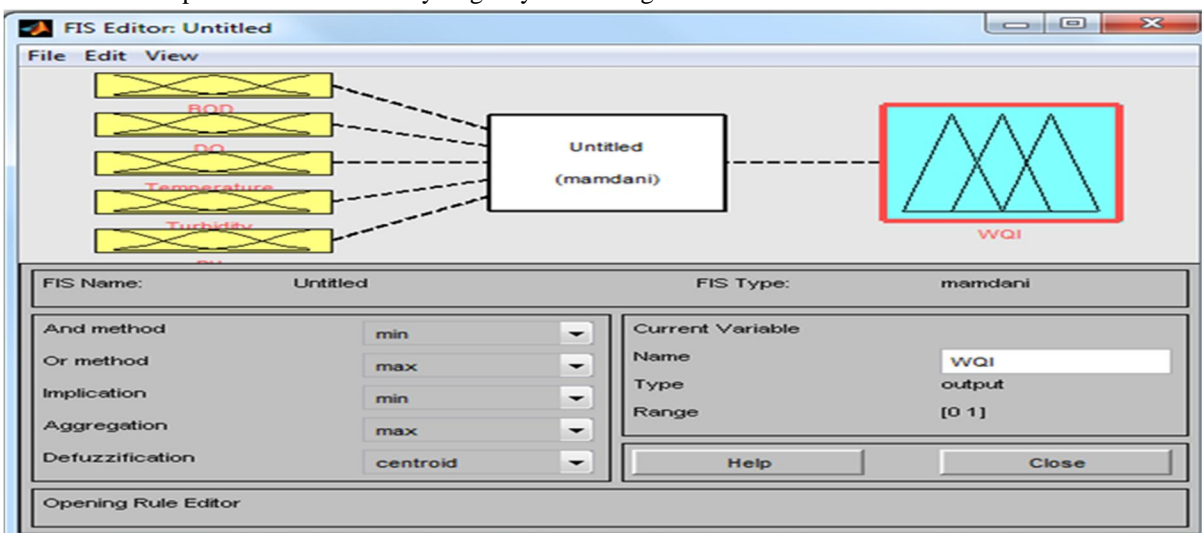 FIS Editor: Untitled
File Edit View
BOD
DO
Temperature
Turbidity
Untitled
(mamdani)
WQI
FIS Name: Untitled FIS Type: mamdani
And method min
Or method max
Implication min
Aggregation max
Defuzzification centroid
Current Variable
Name WQI
Type output
Range [0 1]
Help Close
Opening Rule Editor